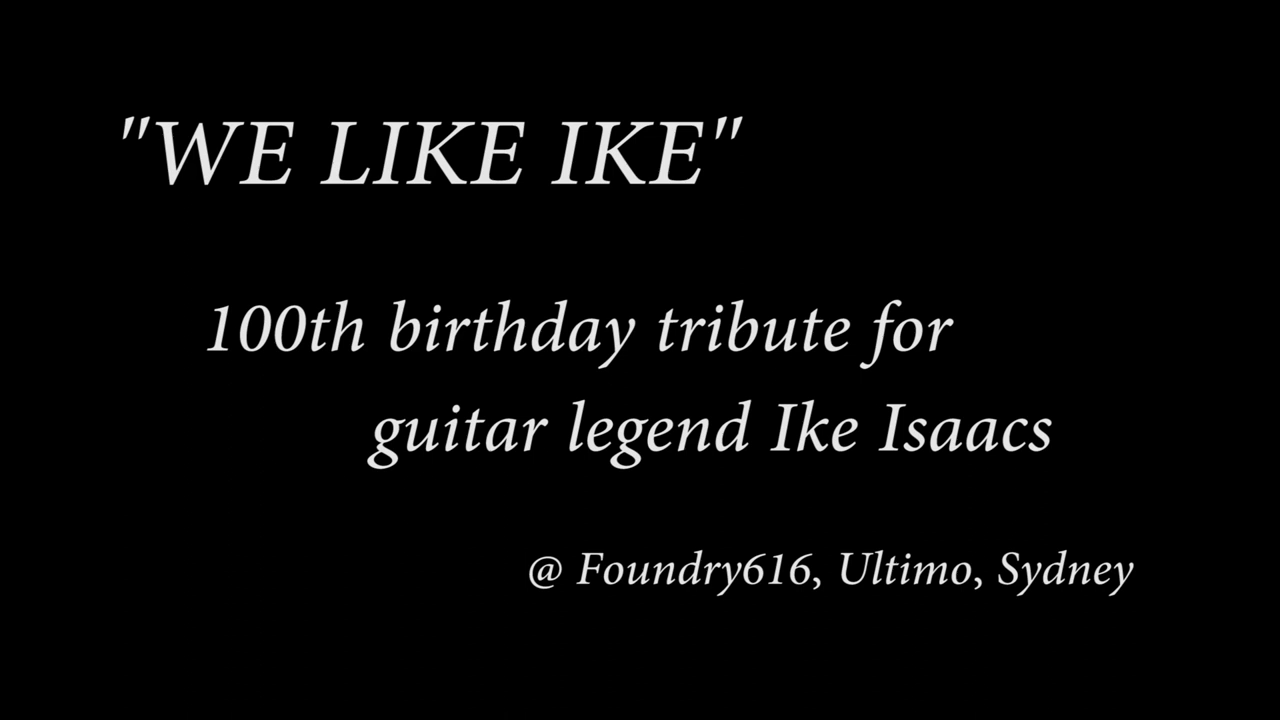 "WE LIKE IKE"
100th birthday tribute for
guitar legend Ike Isaacs
@ Foundry616, Ultimo, Sydney